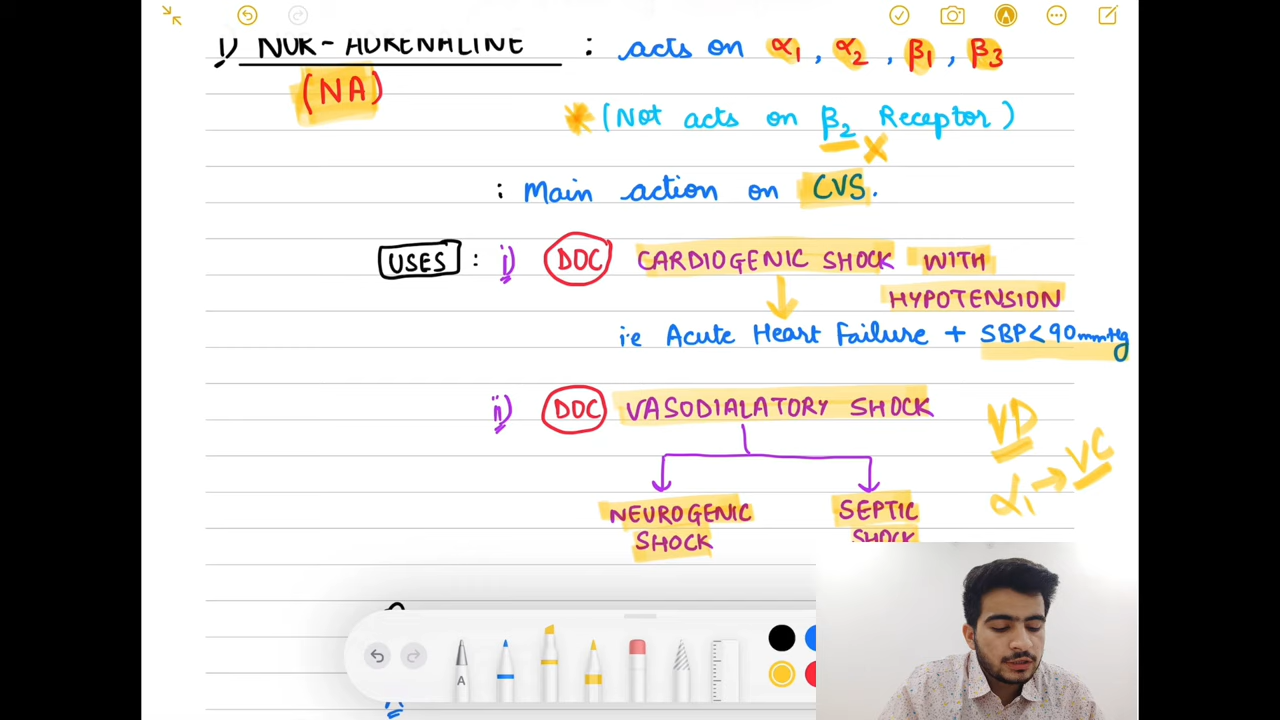 1) NOR-ADRENALINE : acts on α1, α2, β1, β3
(NA)
* (Not acts on β2 Receptor)
X
: Main action on CVS.
USES : i) DOC CARDIOGENIC SHOCK WITH
HYPOTENSION
i.e Acute Heart Failure + SBP<90mmHg
ii) DOC VASODIALATORY SHOCK
VD
α1 → VC
NEUROGENIC SHOCK
SEPTIC SHOCK
A